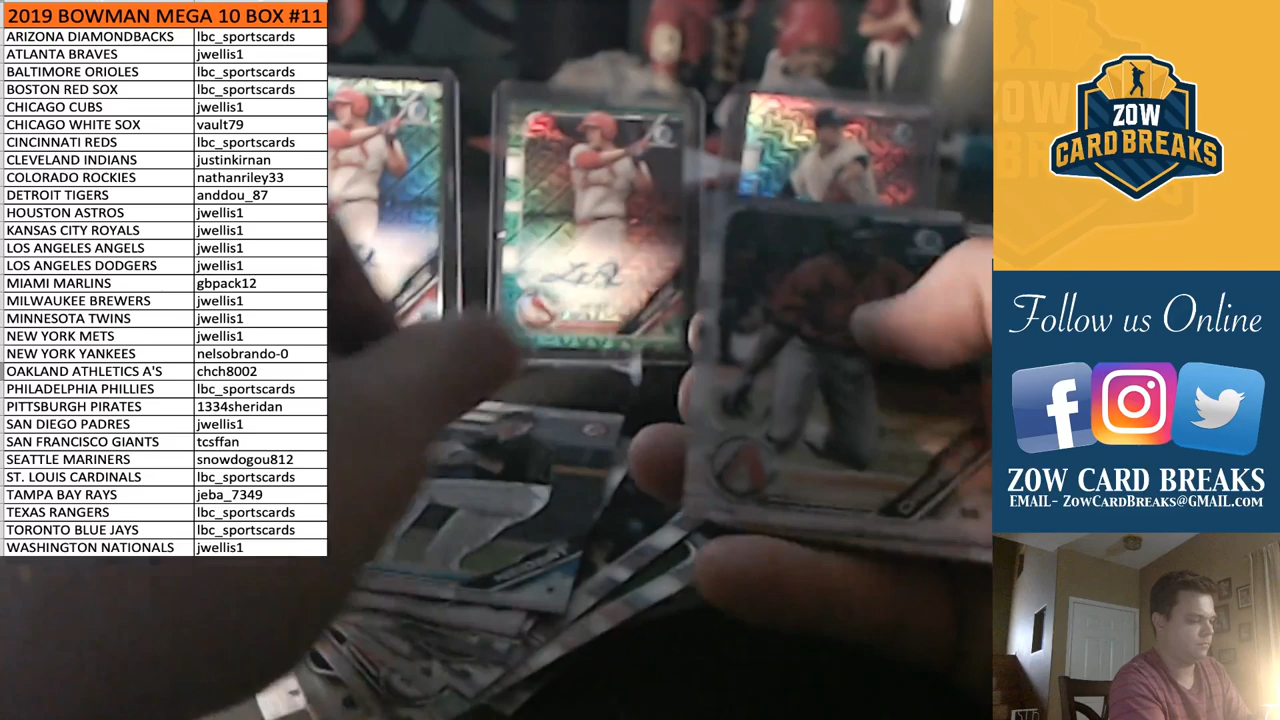 2019 BOWMAN MEGA 10 BOX #11
ARIZONA DIAMONDBACKS lbc_sportscards
ATLANTA BRAVES jwellis1
BALTIMORE ORIOLES lbc_sportscards
BOSTON RED SOX lbc_sportscards
CHICAGO CUBS jwellis1
CHICAGO WHITE SOX vault79
CINCINNATI REDS lbc_sportscards
CLEVELAND INDIANS justinkirnan
COLORADO ROCKIES nathanriley33
DETROIT TIGERS anddou_87
HOUSTON ASTROS jwellis1
KANSAS CITY ROYALS jwellis1
LOS ANGELES ANGELS jwellis1
LOS ANGELES DODGERS jwellis1
MIAMI MARLINS gbpack12
MILWAUKEE BREWERS jwellis1
MINNESOTA TWINS jwellis1
NEW YORK METS jwellis1
NEW YORK YANKEES nelsobrando-0
OAKLAND ATHLETICS A'S chch8002
PHILADELPHIA PHILLIES lbc_sportscards
PITTSBURGH PIRATES 1334sheridan
SAN DIEGO PADRES jwellis1
SAN FRANCISCO GIANTS tcsffan
SEATTLE MARINERS snowdogou812
ST. LOUIS CARDINALS lbc_sportscards
TAMPA BAY RAYS jeba_7349
TEXAS RANGERS lbc_sportscards
TORONTO BLUE JAYS lbc_sportscards
WASHINGTON NATIONALS jwellis1
ZOW
CARD BREAKS
Follow us Online
ZOW CARD BREAKS
EMAIL- ZOWCARDBREAKS@GMAIL.COM